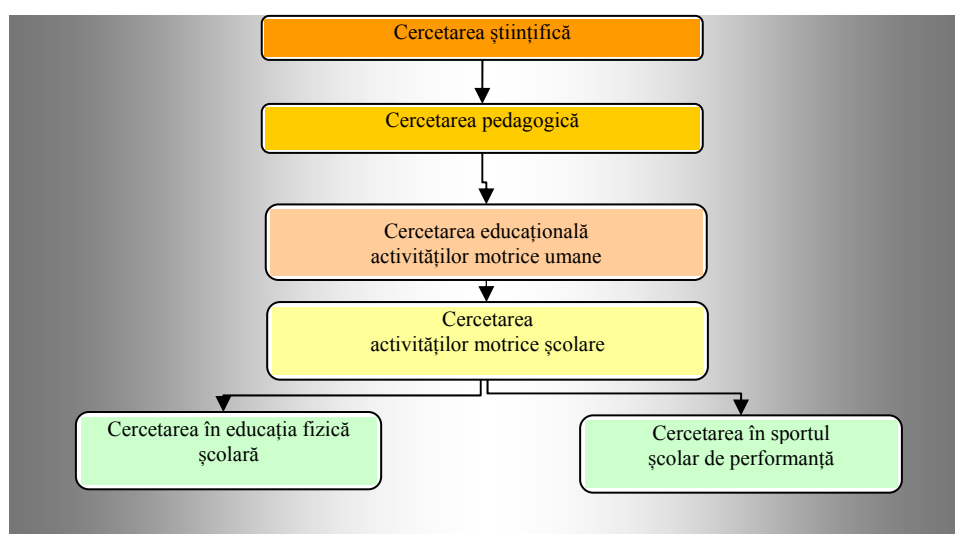 Cercetarea științifică
Cercetarea pedagogică
Cercetarea educațională
activităților motrice umane
Cercetarea
activităților motrice școlare
Cercetarea în educația fizică
școlară
Cercetarea în sportul
școlar de performanță